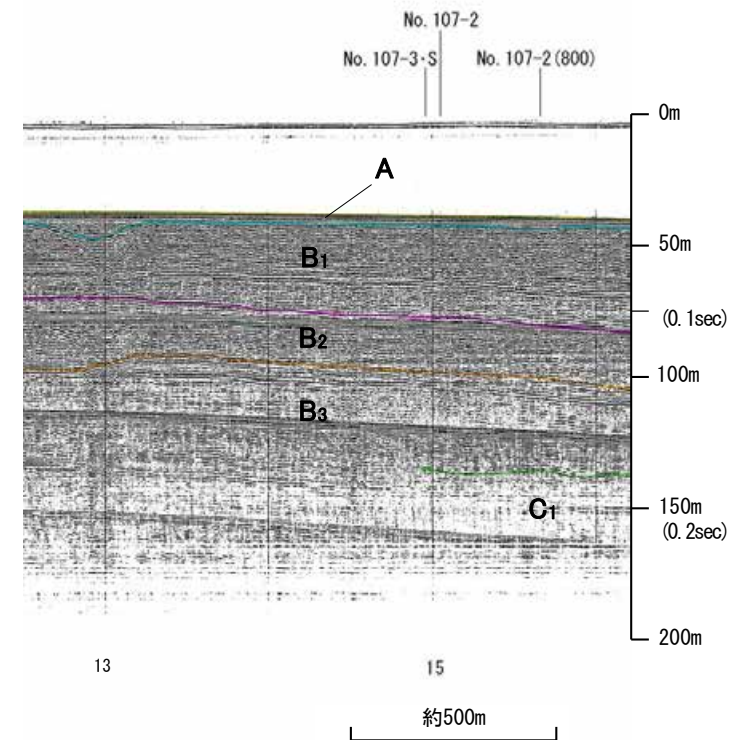 No. 107-2
No. 107-3·S
No. 107-2(800)
0m
A
50m
B1
(0.1sec)
B2
100m
B3
C1
150m
(0.2sec)
200m
13
15
約500m